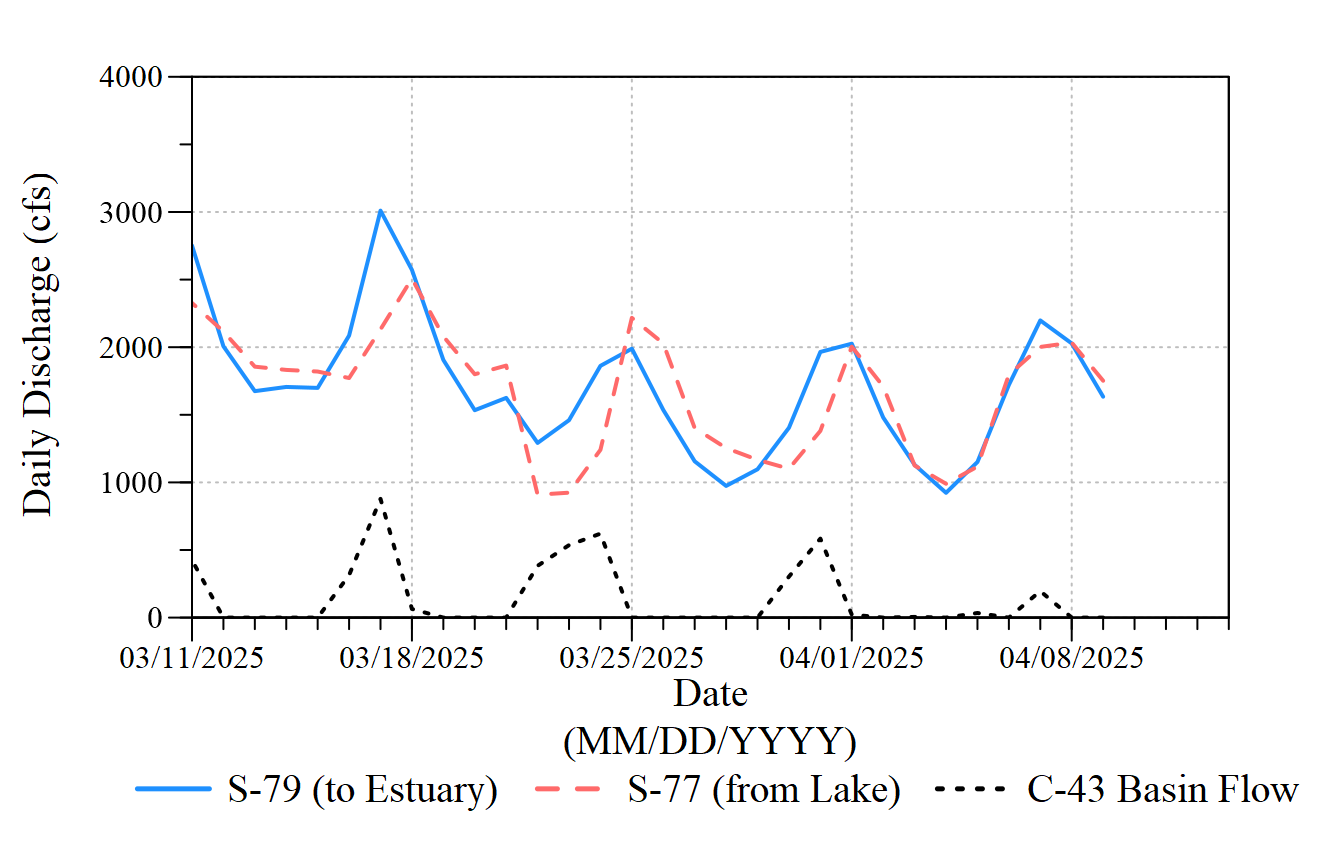 4000
3000
2000
1000
0
Daily Discharge (cfs)
03/11/2025 03/18/2025 03/25/2025 04/01/2025 04/08/2025
Date
(MM/DD/YYYY)
S-79 (to Estuary) S-77 (from Lake) C-43 Basin Flow